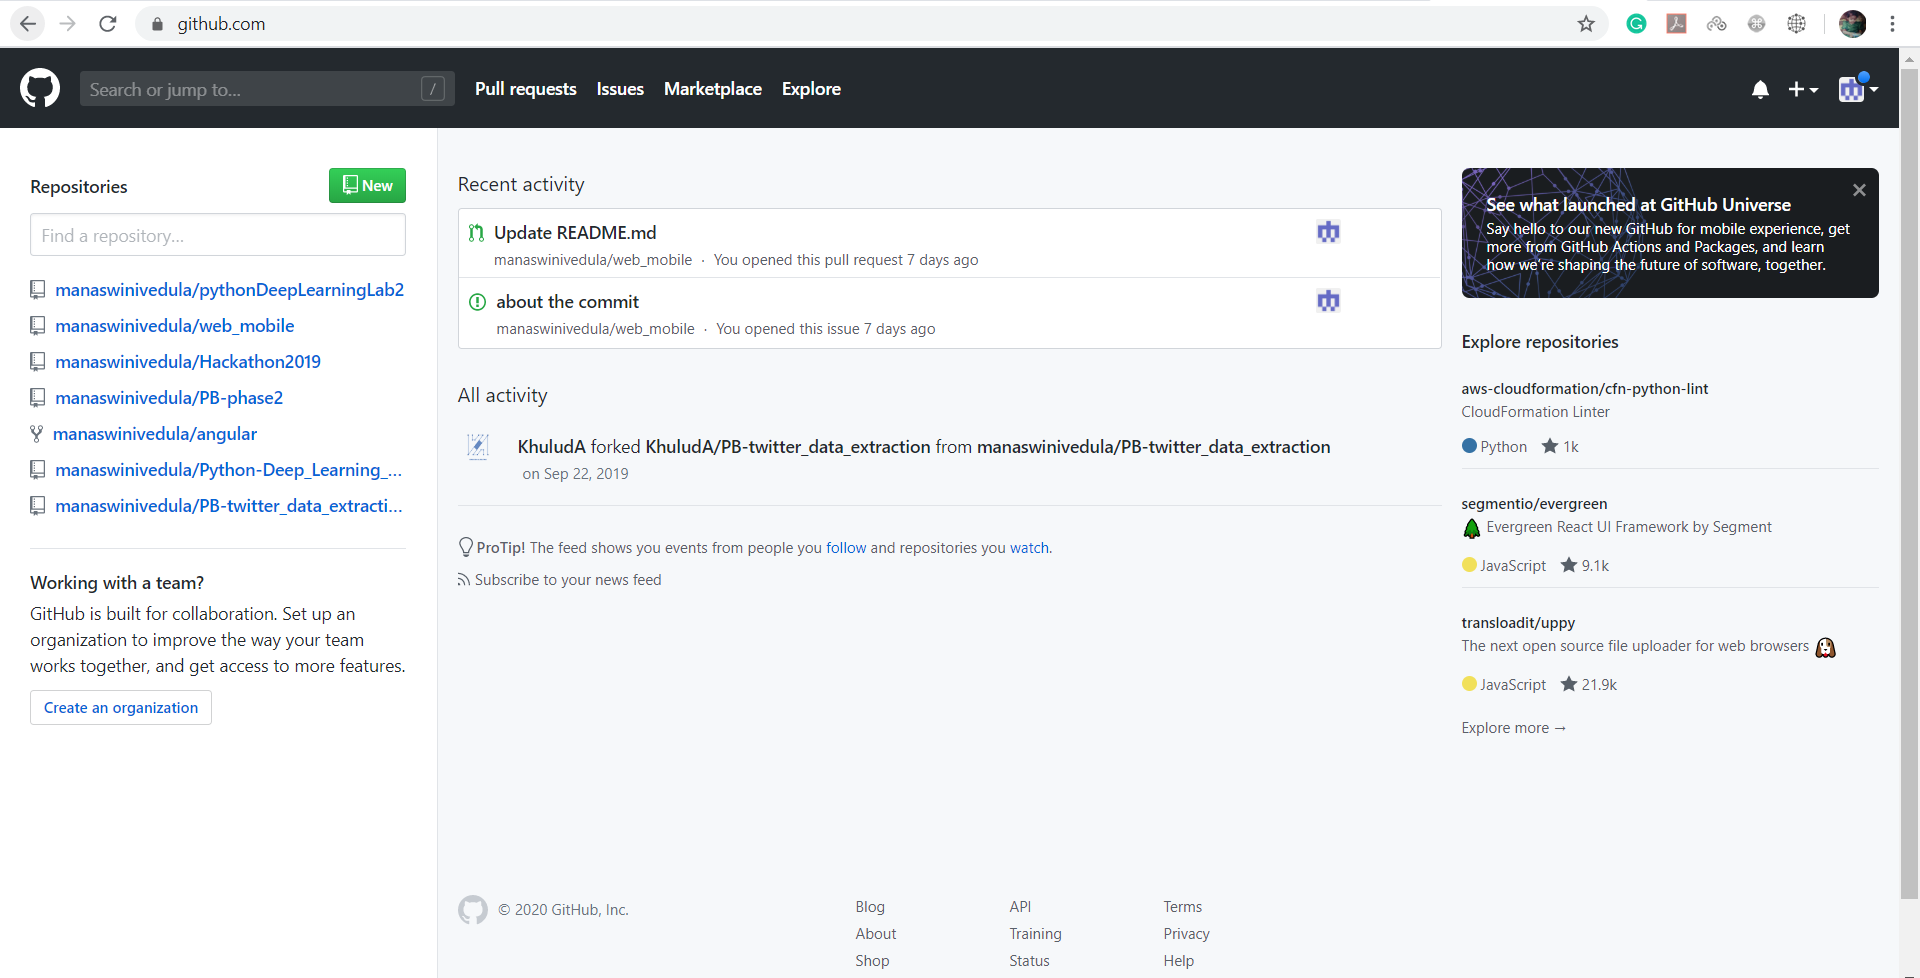 github.com
Search or jump to...
/
Pull requests
Issues
Marketplace
Explore
Repositories
New
Find a repository...
manaswinivedula/pythonDeepLearningLab2
manaswinivedula/web_mobile
manaswinivedula/Hackathon2019
manaswinivedula/PB-phase2
manaswinivedula/angular
manaswinivedula/Python-Deep_Learning_...
manaswinivedula/PB-twitter_data_extracti...
Working with a team?
GitHub is built for collaboration. Set up an
organization to improve the way your team
works together, and get access to more features.
Create an organization
Recent activity
Update README.md
manaswinivedula/web_mobile · You opened this pull request 7 days ago
about the commit
manaswinivedula/web_mobile · You opened this issue 7 days ago
All activity
KhuludA forked KhuludA/PB-twitter_data_extraction from manaswinivedula/PB-twitter_data_extraction
on Sep 22, 2019
ProTip! The feed shows you events from people you follow and repositories you watch.
Subscribe to your news feed
See what launched at GitHub Universe
Say hello to our new GitHub for mobile experience, get
more from GitHub Actions and Packages, and learn
how we're shaping the future of software, together.
Explore repositories
aws-cloudformation/cfn-python-lint
CloudFormation Linter
Python 1k
segmentio/evergreen
Evergreen React UI Framework by Segment
JavaScript 9.1k
transloadit/uppy
The next open source file uploader for web browsers
JavaScript 21.9k
Explore more →
© 2020 GitHub, Inc.
Blog
About
Shop
API
Training
Status
Terms
Privacy
Help